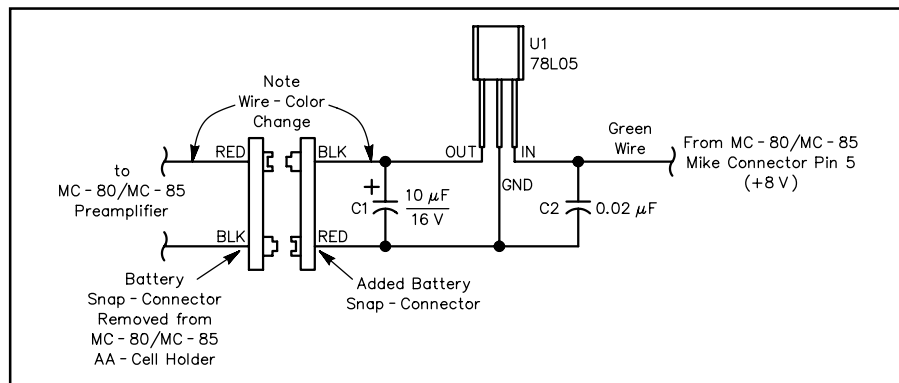 U1
78L05
Note
Wire - Color
Change
RED
BLK
OUT
IN
Green
Wire
From MC - 80/MC - 85
Mike Connector Pin 5
(+8 V)
to
MC - 80/MC - 85
Preamplifier
+
C1
10 μF
16 V
GND
C2
0.02 μF
BLK
RED
Battery
Snap - Connector
Removed from
MC - 80/MC - 85
AA - Cell Holder
Added Battery
Snap - Connector